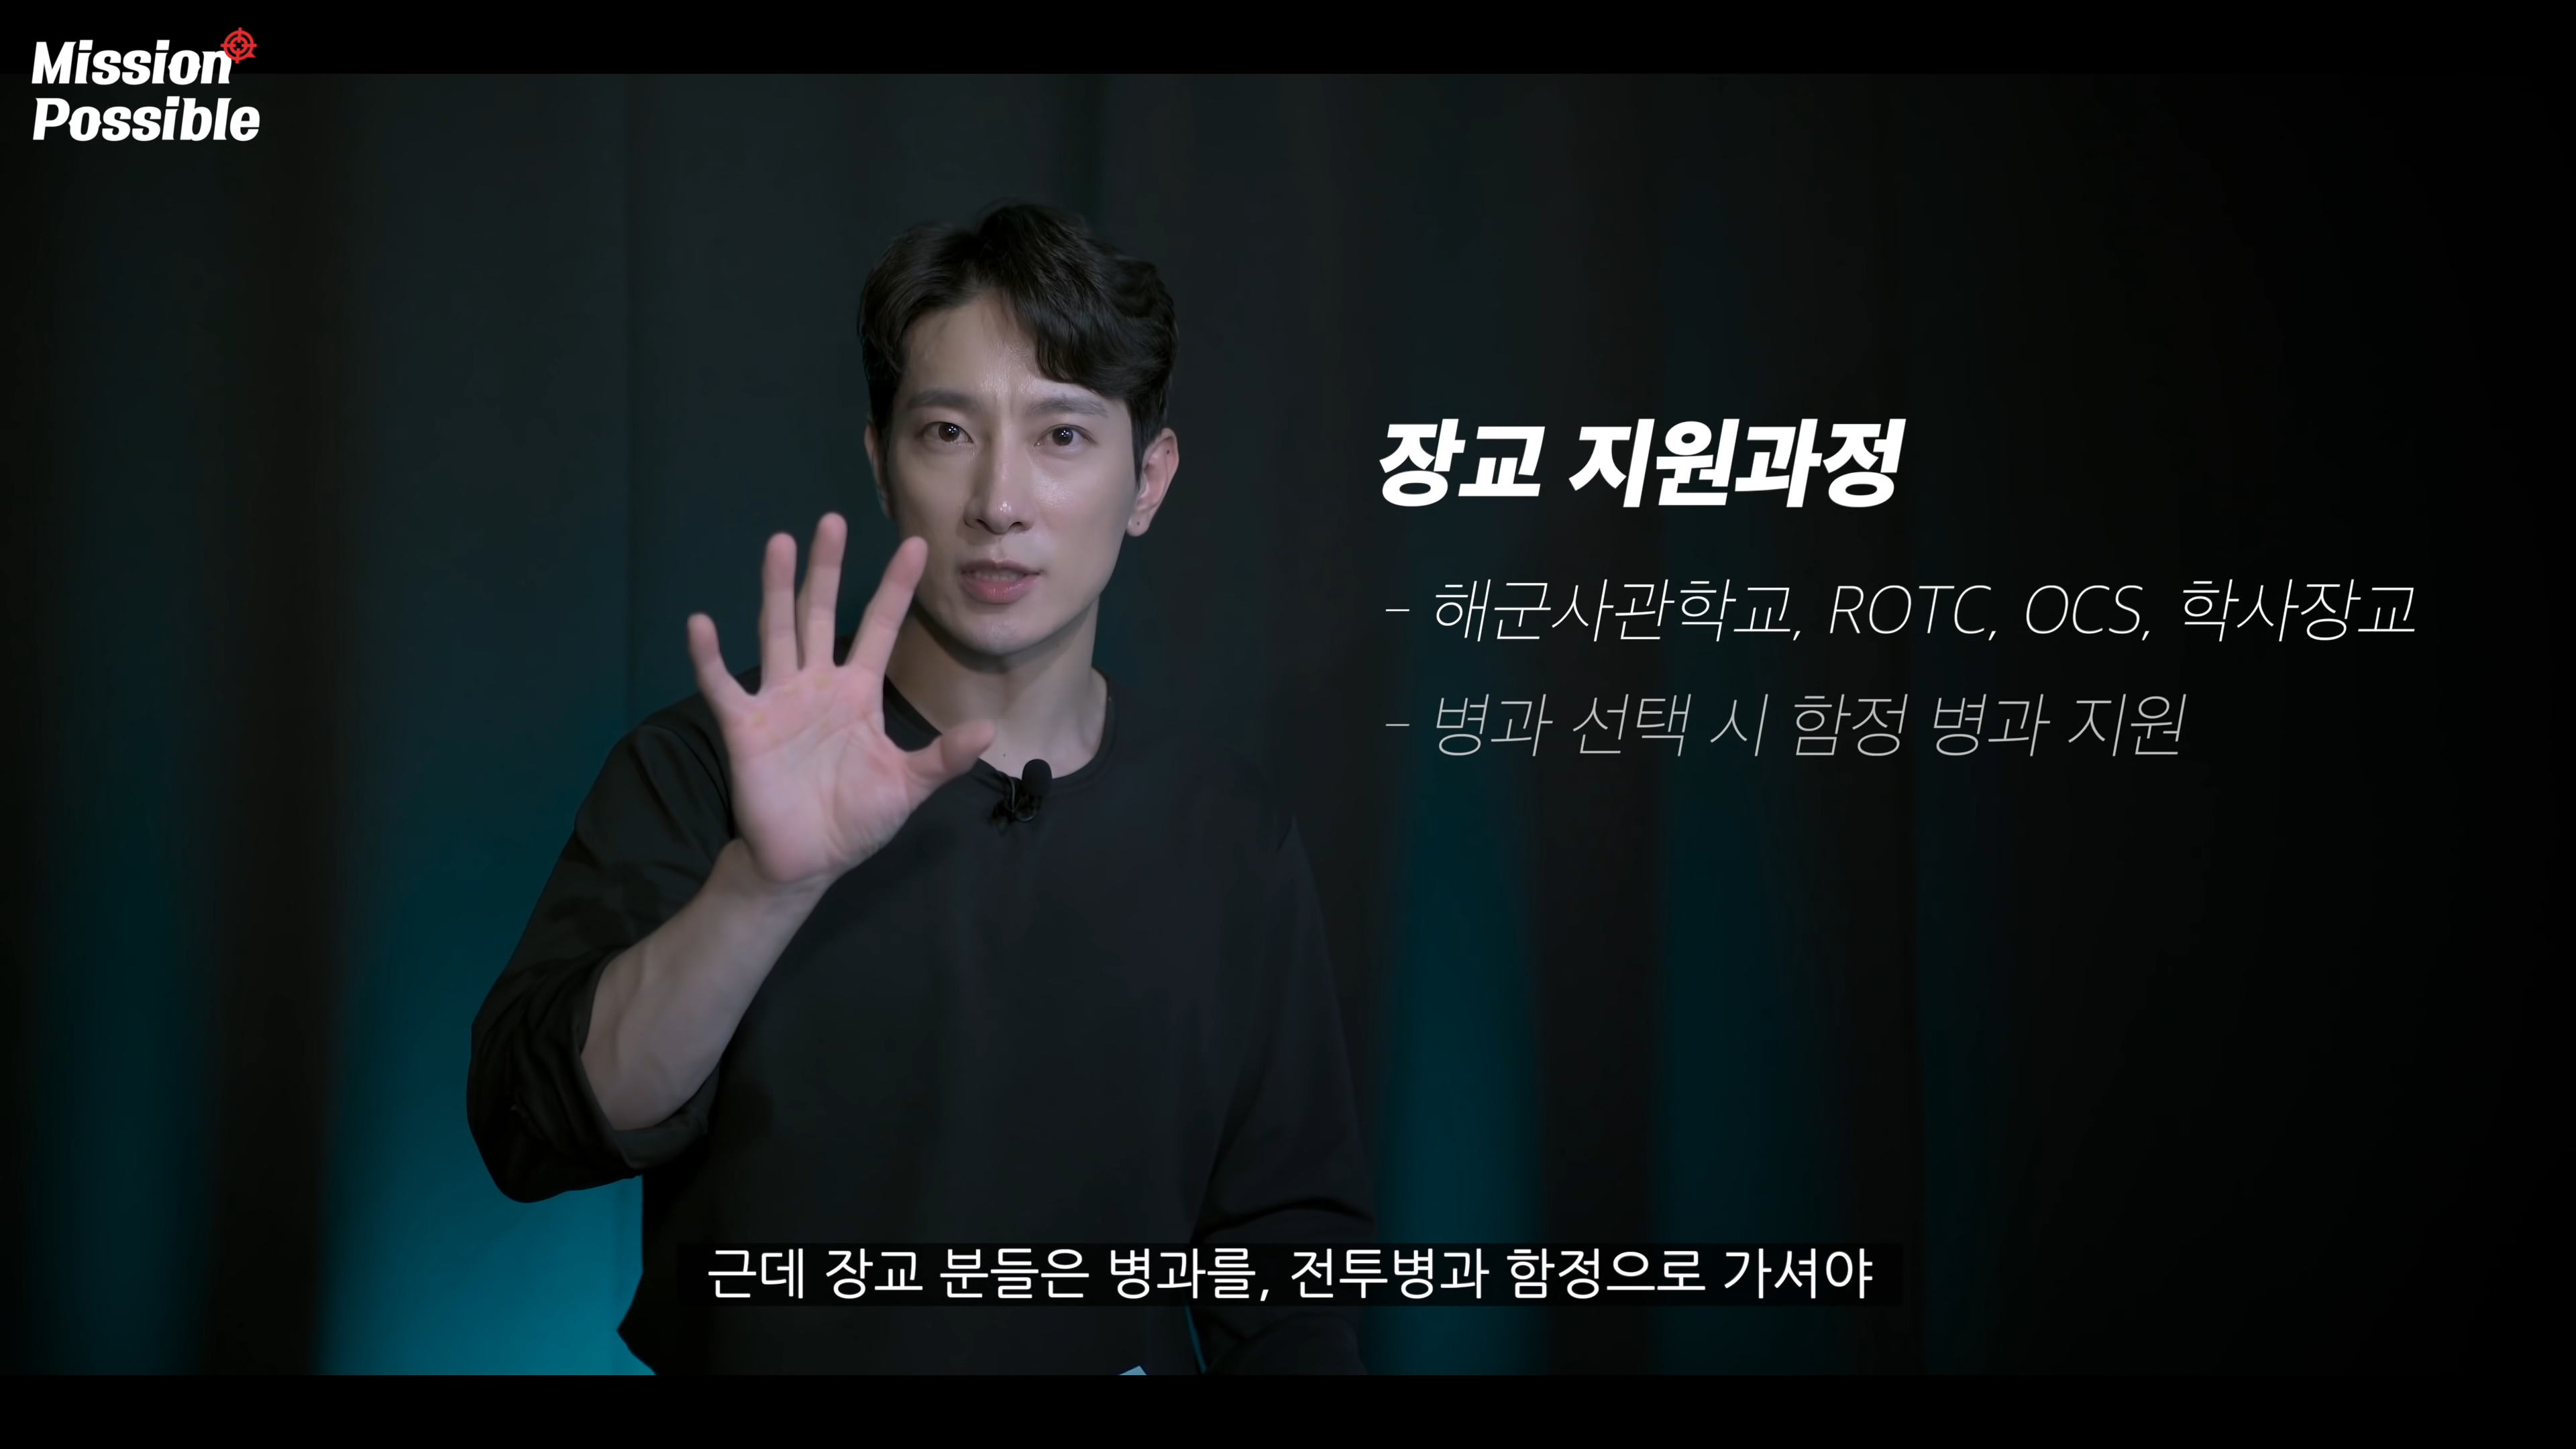 Mission
Possible
장교 지원과정
- 해군사관학교, ROTC, OCS, 학사장교
- 병과 선택 시 함정 병과 지원
근데 장교 분들은 병과를, 전투병과 함정으로 가셔야